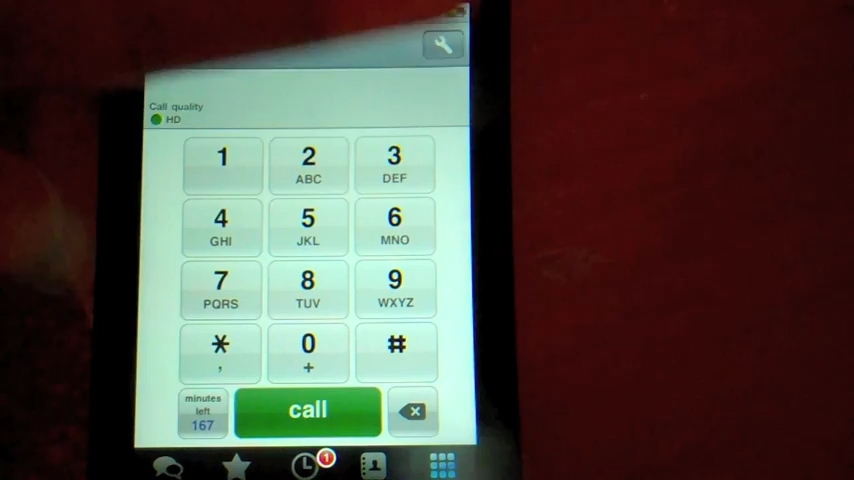 Call quality
HD
1
2
ABC
3
DEF
4
GHI
5
JKL
6
MNO
7
PQRS
8
TUV
9
WXYZ
*
,
0
+
#
minutes
left
167
call
1